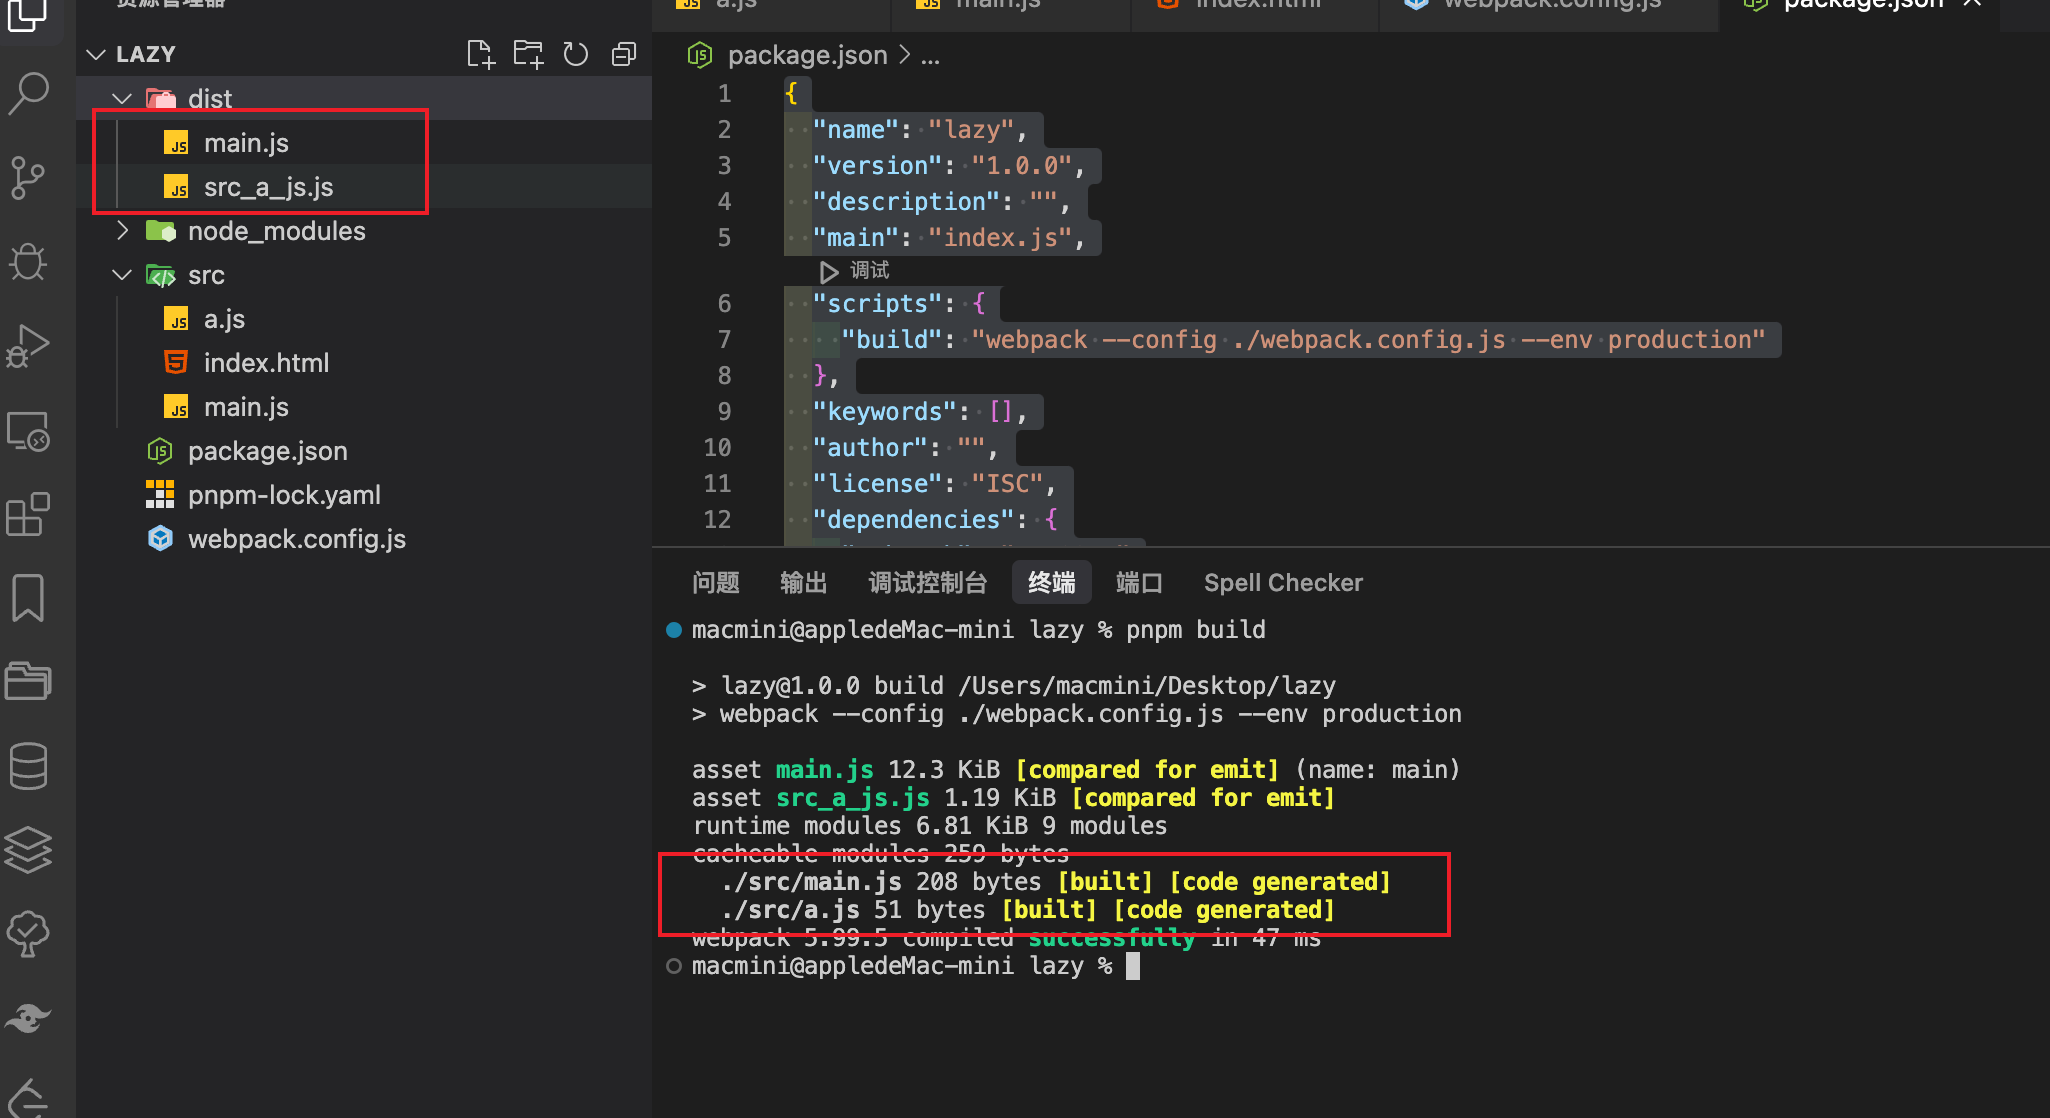 资源管理器
LAZY
dist
main.js
src_a_js.js
node_modules
src
a.js
index.html
main.js
package.json
pnpm-lock.yaml
webpack.config.js
a.js main.js index.html webpack.config.js package.json
package.json > ...
1 {
2 "name": "lazy",
3 "version": "1.0.0",
4 "description": "",
5 "main": "index.js",
调试
6 "scripts": {
7 "build": "webpack --config ./webpack.config.js --env production"
8 },
9 "keywords": [],
10 "author": "",
11 "license": "ISC",
12 "dependencies": {
问题 输出 调试控制台 终端 端口 Spell Checker
macmini@appledeMac-mini lazy % pnpm build
> lazy@1.0.0 build /Users/macmini/Desktop/lazy
> webpack --config ./webpack.config.js --env production
asset main.js 12.3 KiB [compared for emit] (name: main)
asset src_a_js.js 1.19 KiB [compared for emit]
runtime modules 6.81 KiB 9 modules
cacheable modules 259 bytes
./src/main.js 208 bytes [built] [code generated]
./src/a.js 51 bytes [built] [code generated]
webpack 5.99.5 compiled successfully in 47 ms
macmini@appledeMac-mini lazy %